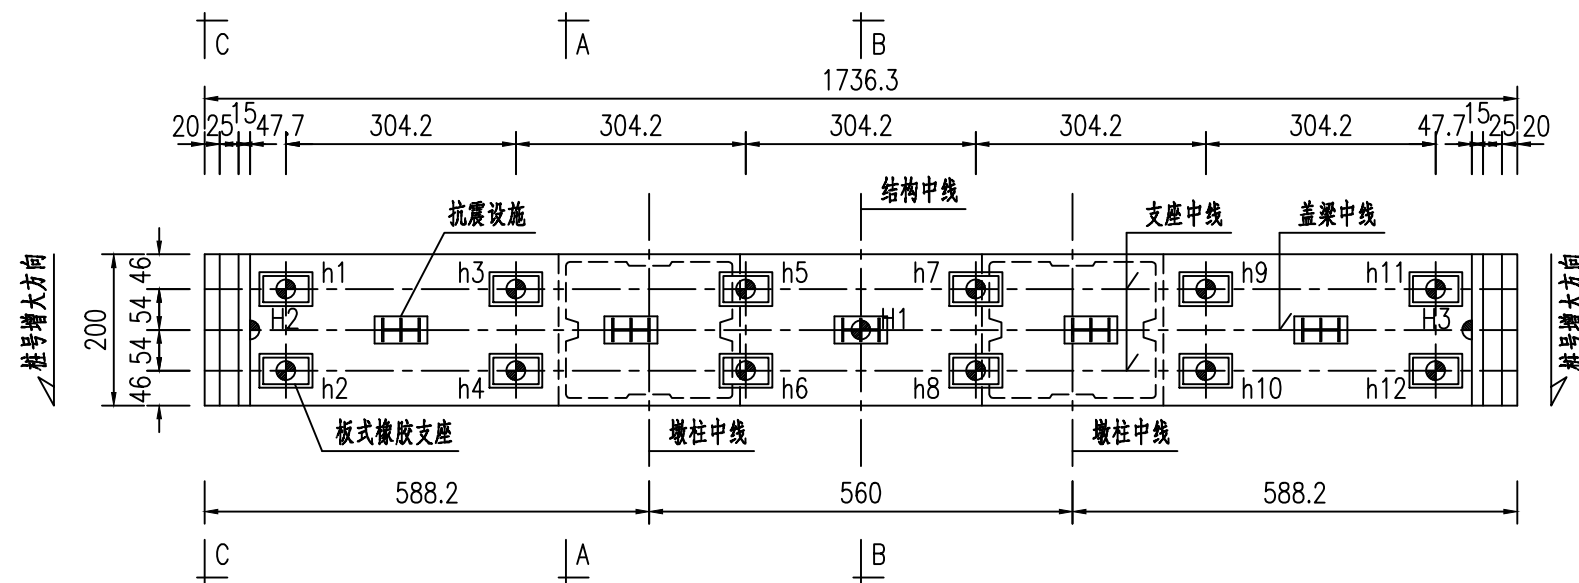 C
A
B
1736.3
20 25 15 47.7 304.2 304.2 304.2 304.2 304.2 47.7 15 25 20
结构中线
抗震设施
支座中线
盖梁中线
桩号增大方向
200
46
54
54
46
h1
h3
h5
h7
h9
h11
H2
H1
H3
h2
h4
h6
h8
h10
h12
桩号增大方向
板式橡胶支座
墩柱中线
墩柱中线
588.2
560
588.2
C
A
B